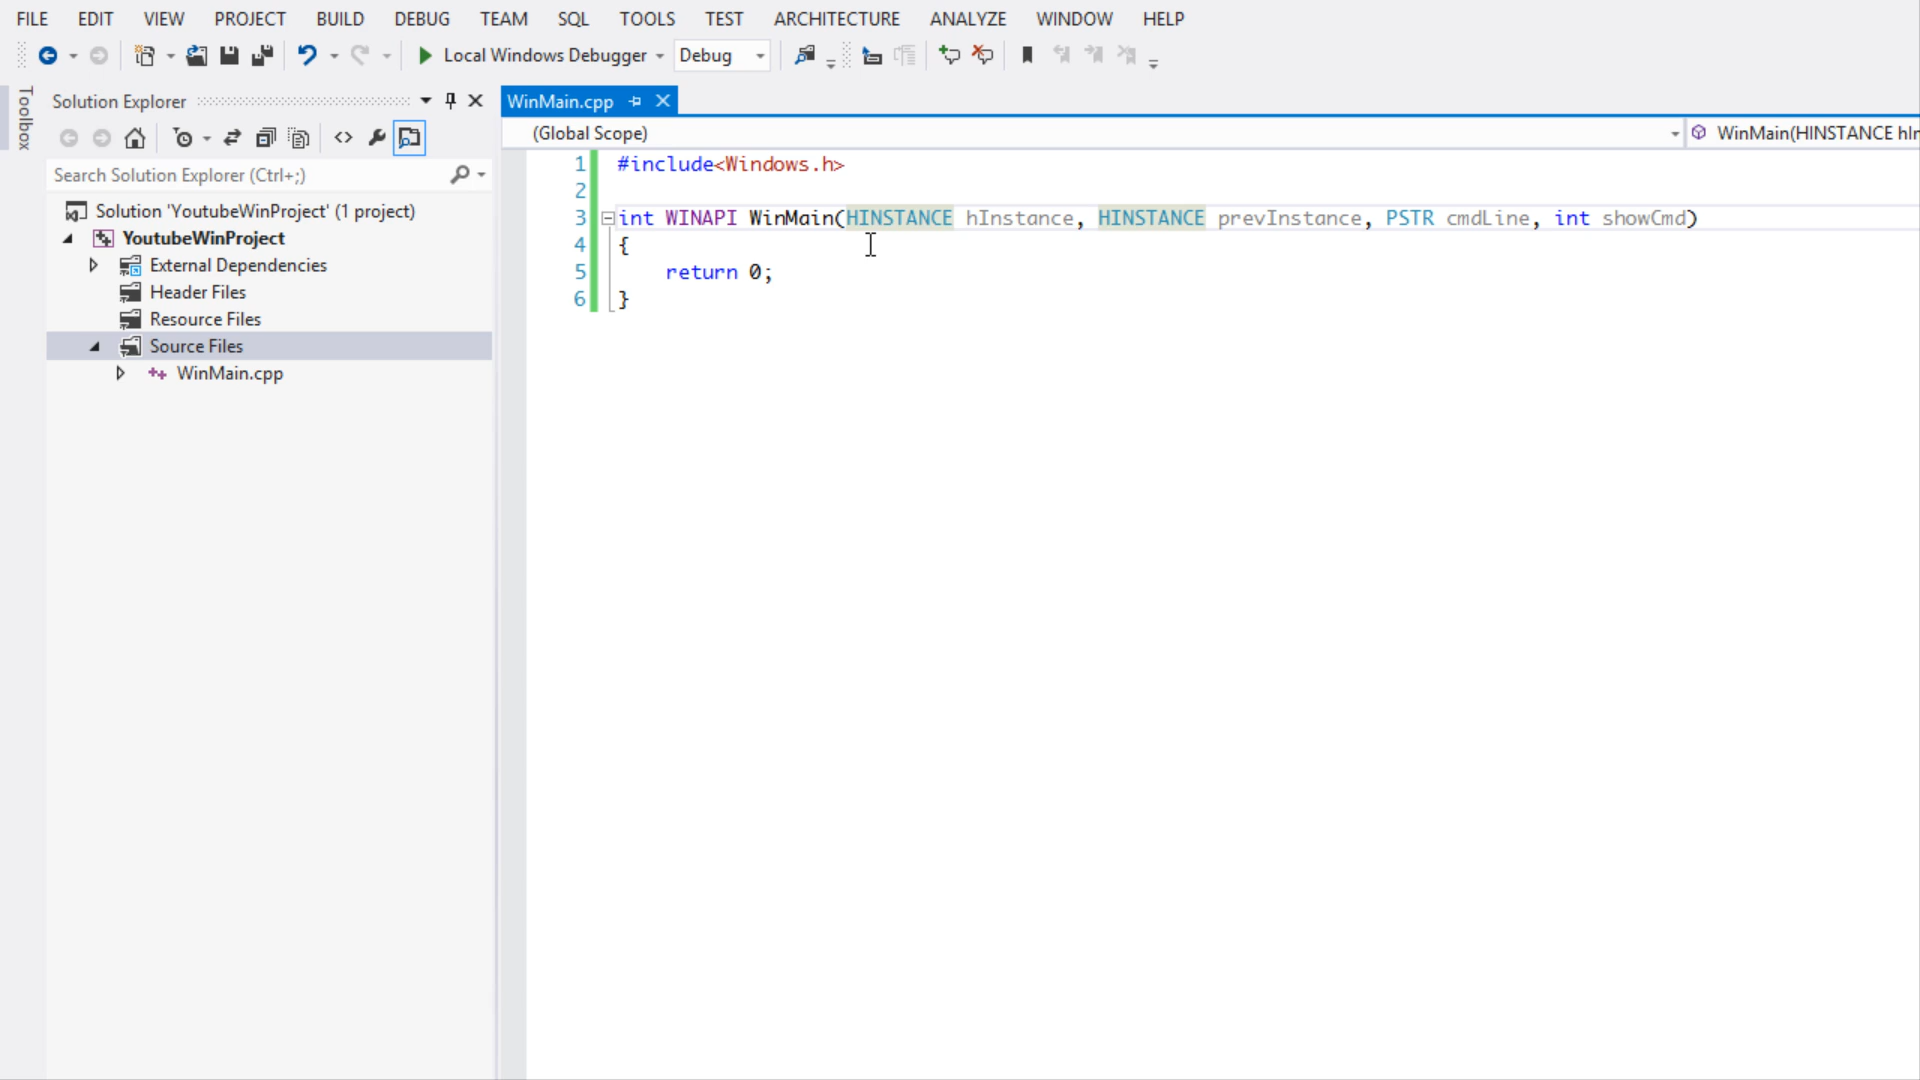 FILE EDIT VIEW PROJECT BUILD DEBUG TEAM SQL TOOLS TEST ARCHITECTURE ANALYZE WINDOW HELP
Local Windows Debugger Debug
Toolbox
Solution Explorer
Search Solution Explorer (Ctrl+;)
Solution 'YoutubeWinProject' (1 project)
YoutubeWinProject
External Dependencies
Header Files
Resource Files
Source Files
WinMain.cpp
WinMain.cpp
(Global Scope) WinMain(HINSTANCE hIn
1 #include<Windows.h>
2
3 int WINAPI WinMain(HINSTANCE hInstance, HINSTANCE prevInstance, PSTR cmdLine, int showCmd)
4 {
5 return 0;
6 }